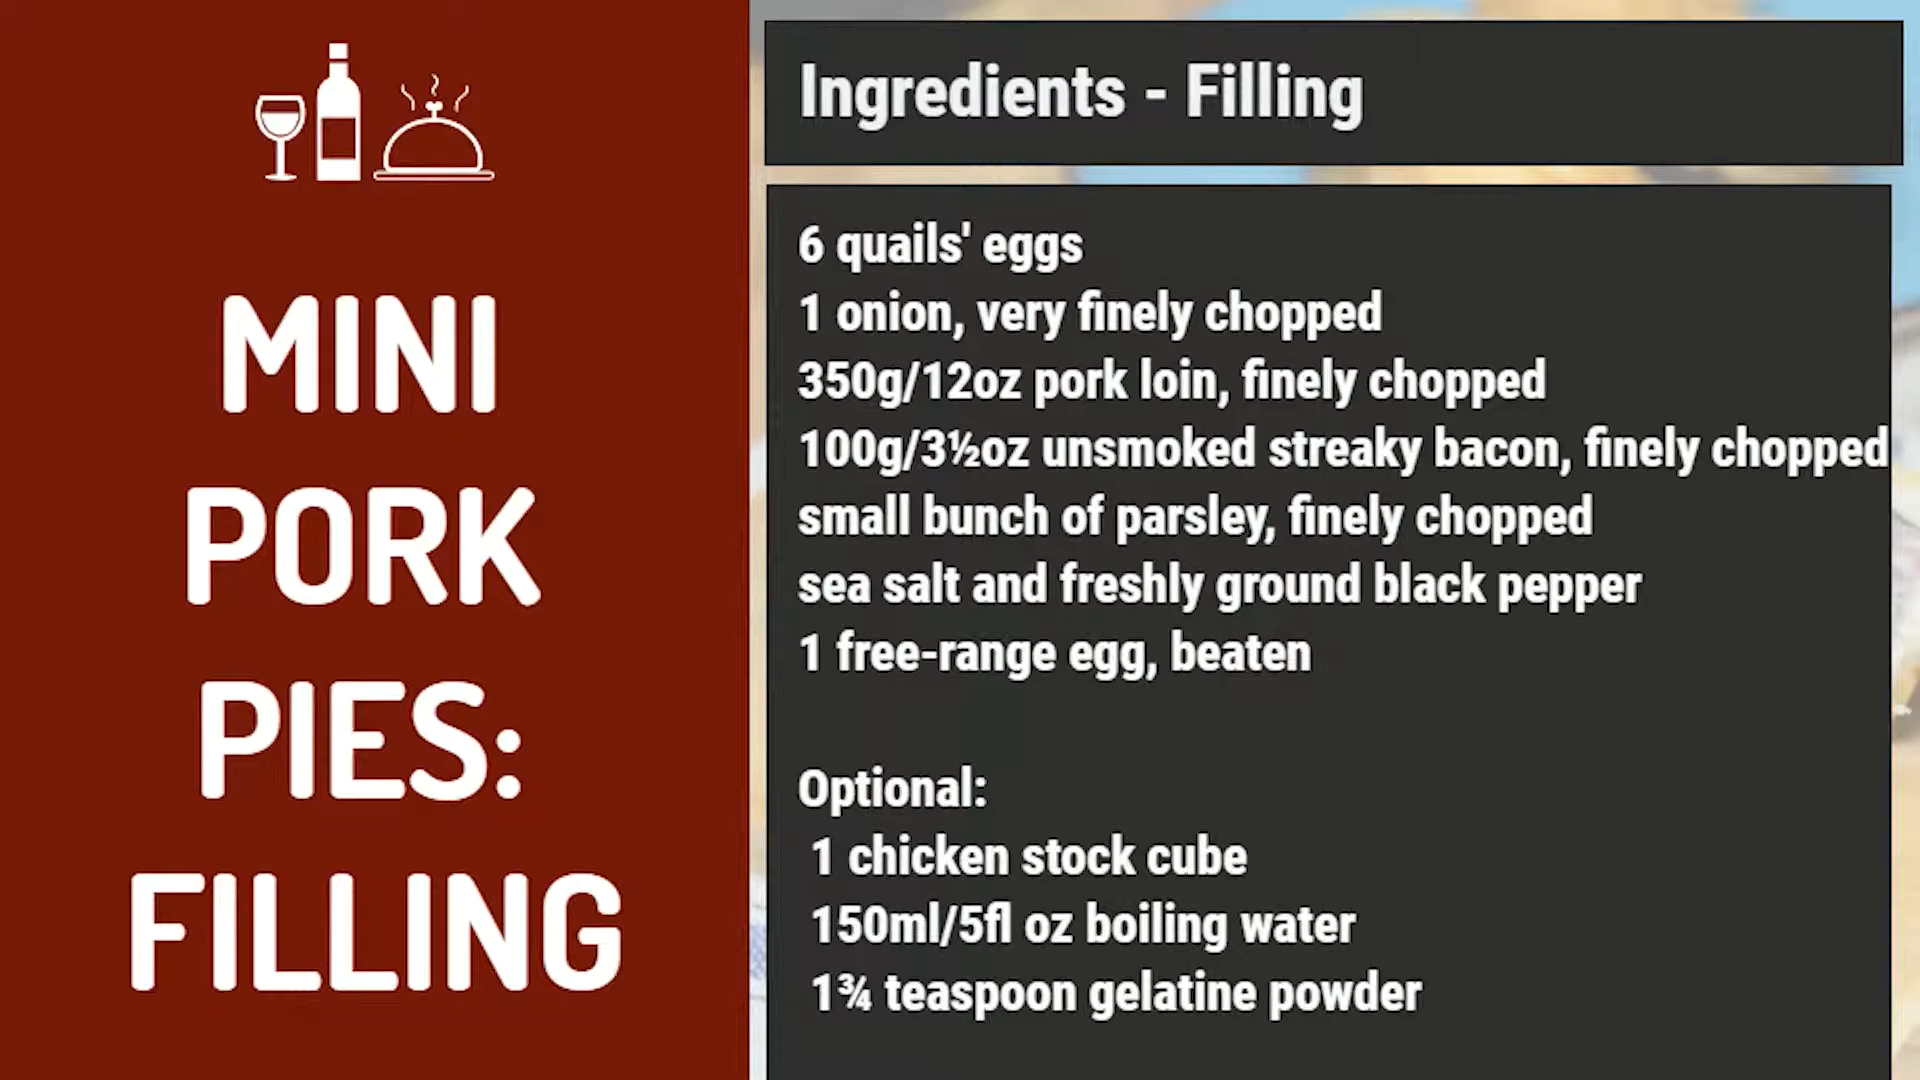 MINI
PORK
PIES:
FILLING
Ingredients - Filling
6 quails' eggs
1 onion, very finely chopped
350g/12oz pork loin, finely chopped
100g/3½oz unsmoked streaky bacon, finely chopped
small bunch of parsley, finely chopped
sea salt and freshly ground black pepper
1 free-range egg, beaten
Optional:
1 chicken stock cube
150ml/5fl oz boiling water
1¾ teaspoon gelatine powder